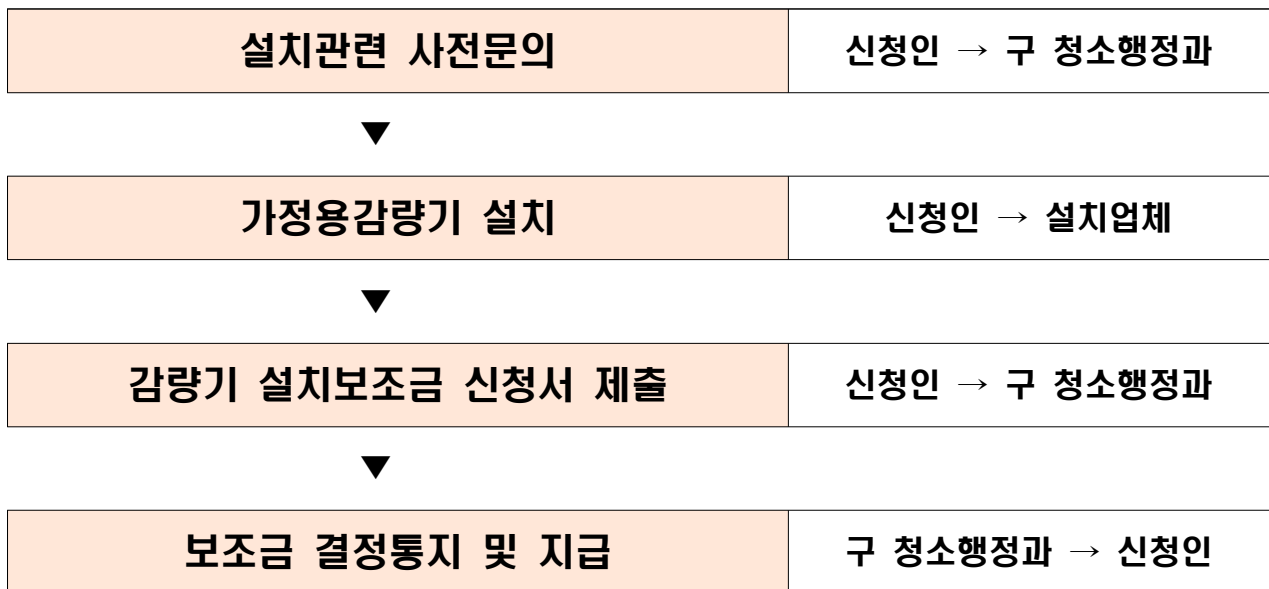 설치관련 사전문의 신청인 → 구 청소행정과
▼
가정용감량기 설치 신청인 → 설치업체
▼
감량기 설치보조금 신청서 제출 신청인 → 구 청소행정과
▼
보조금 결정통지 및 지급 구 청소행정과 → 신청인